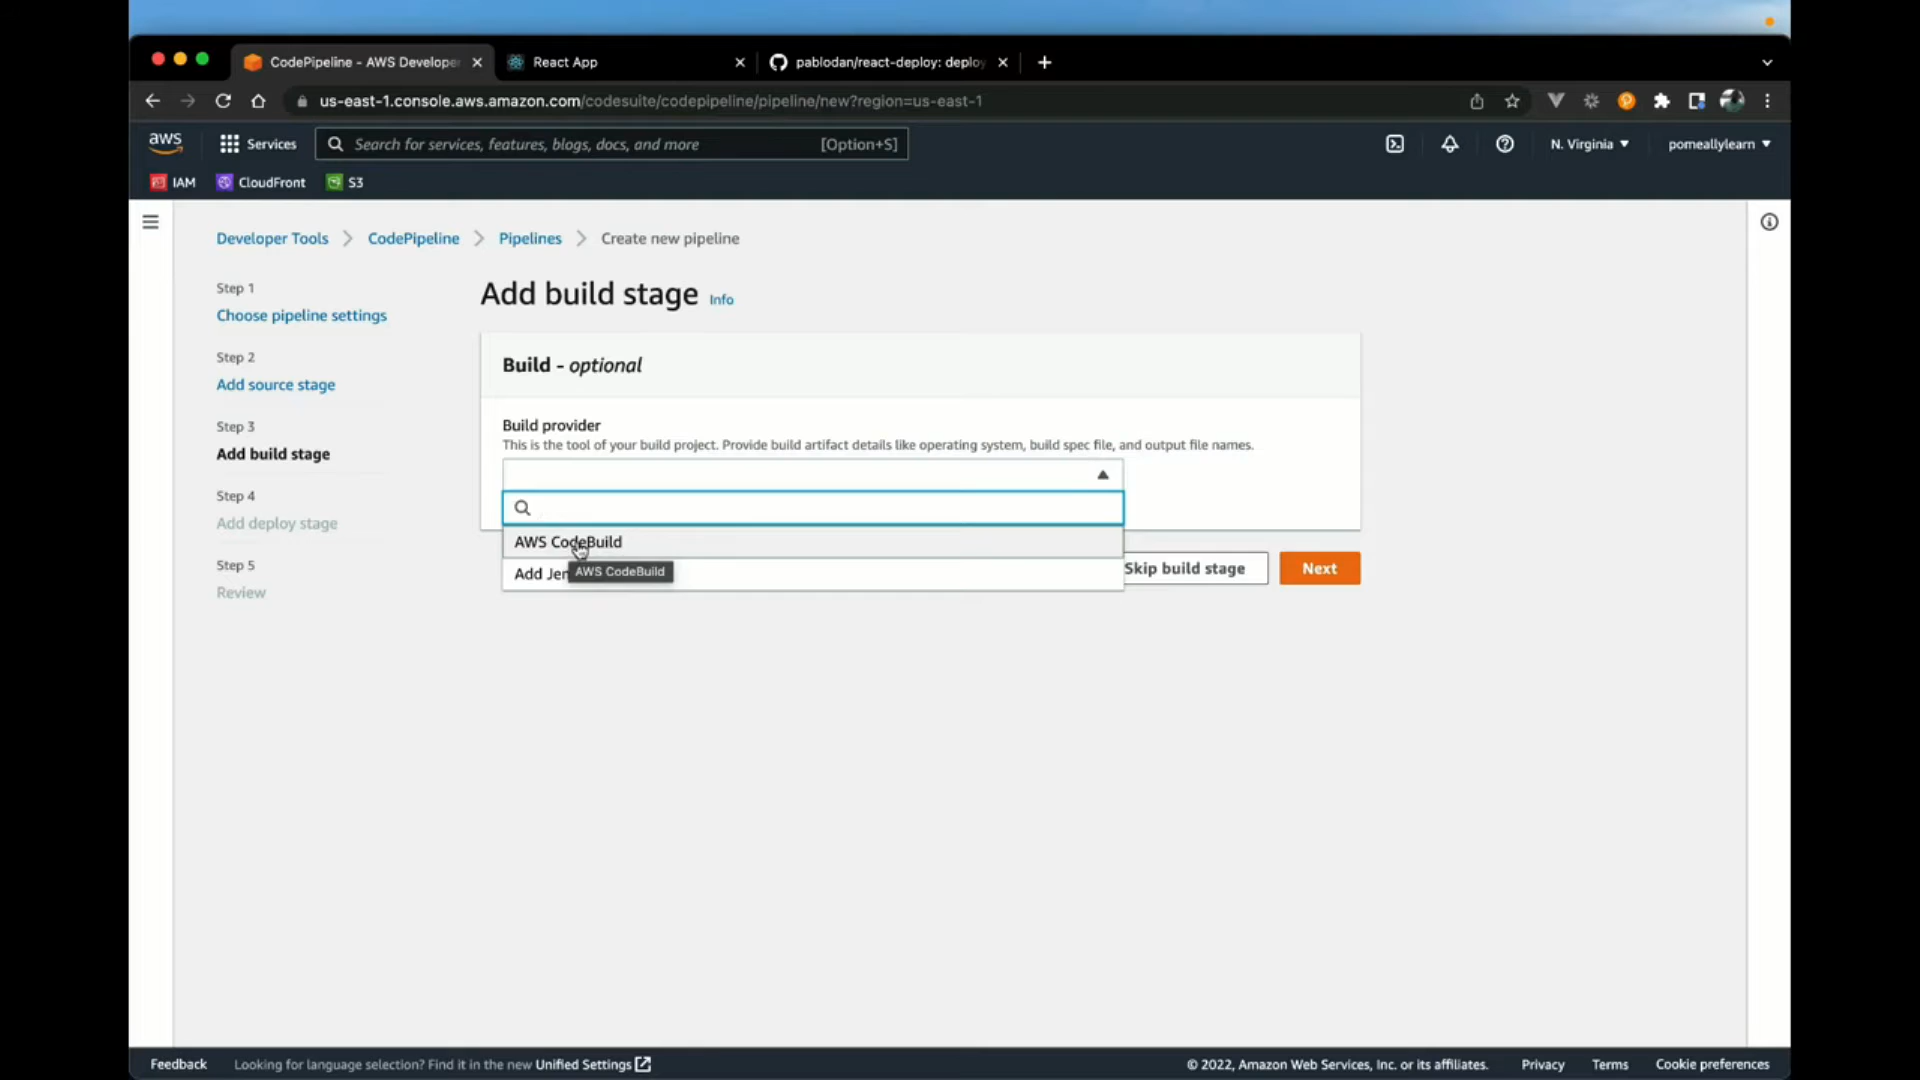 CodePipeline - AWS Develope
React App
pablodan/react-deploy: deploy
us-east-1.console.aws.amazon.com/codesuite/codepipeline/pipeline/new?region=us-east-1
aws
Services
Search for services, features, blogs, docs, and more
[Option+S]
N. Virginia
pomeallylearn
IAM
CloudFront
S3
Developer Tools
CodePipeline
Pipelines
Create new pipeline
Step 1
Choose pipeline settings
Step 2
Add source stage
Step 3
Add build stage
Step 4
Add deploy stage
Step 5
Review
Add build stage Info
Build - optional
Build provider
This is the tool of your build project. Provide build artifact details like operating system, build spec file, and output file names.
AWS CodeBuild
Add Jen
AWS CodeBuild
Skip build stage
Next
Feedback
Looking for language selection? Find it in the new Unified Settings
© 2022, Amazon Web Services, Inc. or its affiliates.
Privacy
Terms
Cookie preferences